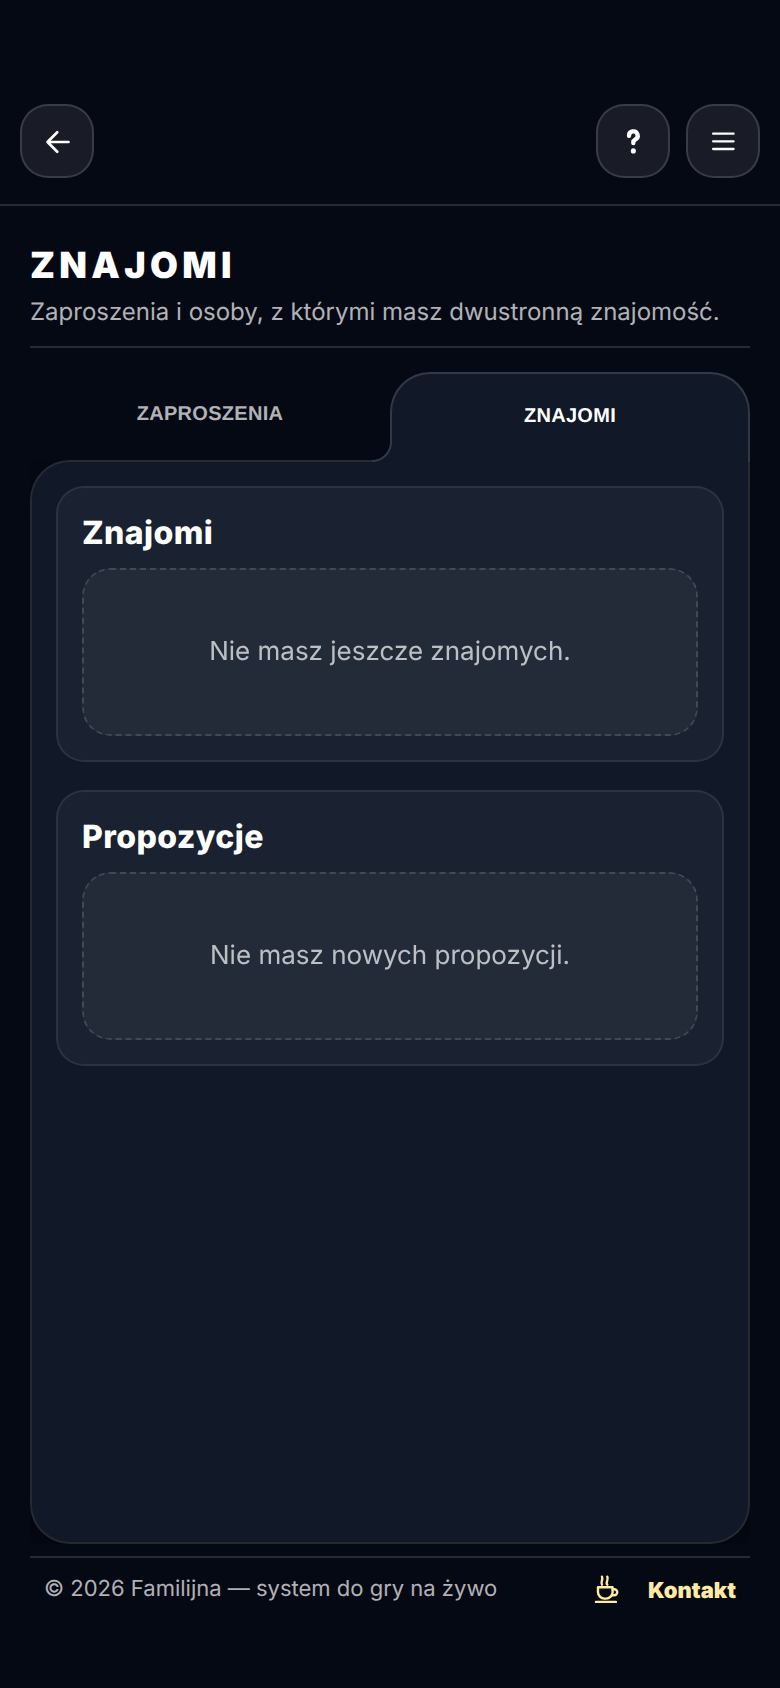 ?
ZNAJOMI
Zaproszenia i osoby, z którymi masz dwustronną znajomość.
ZAPROSZENIA
ZNAJOMI
Znajomi
Nie masz jeszcze znajomych.
Propozycje
Nie masz nowych propozycji.
© 2026 Familijna — system do gry na żywo
Kontakt